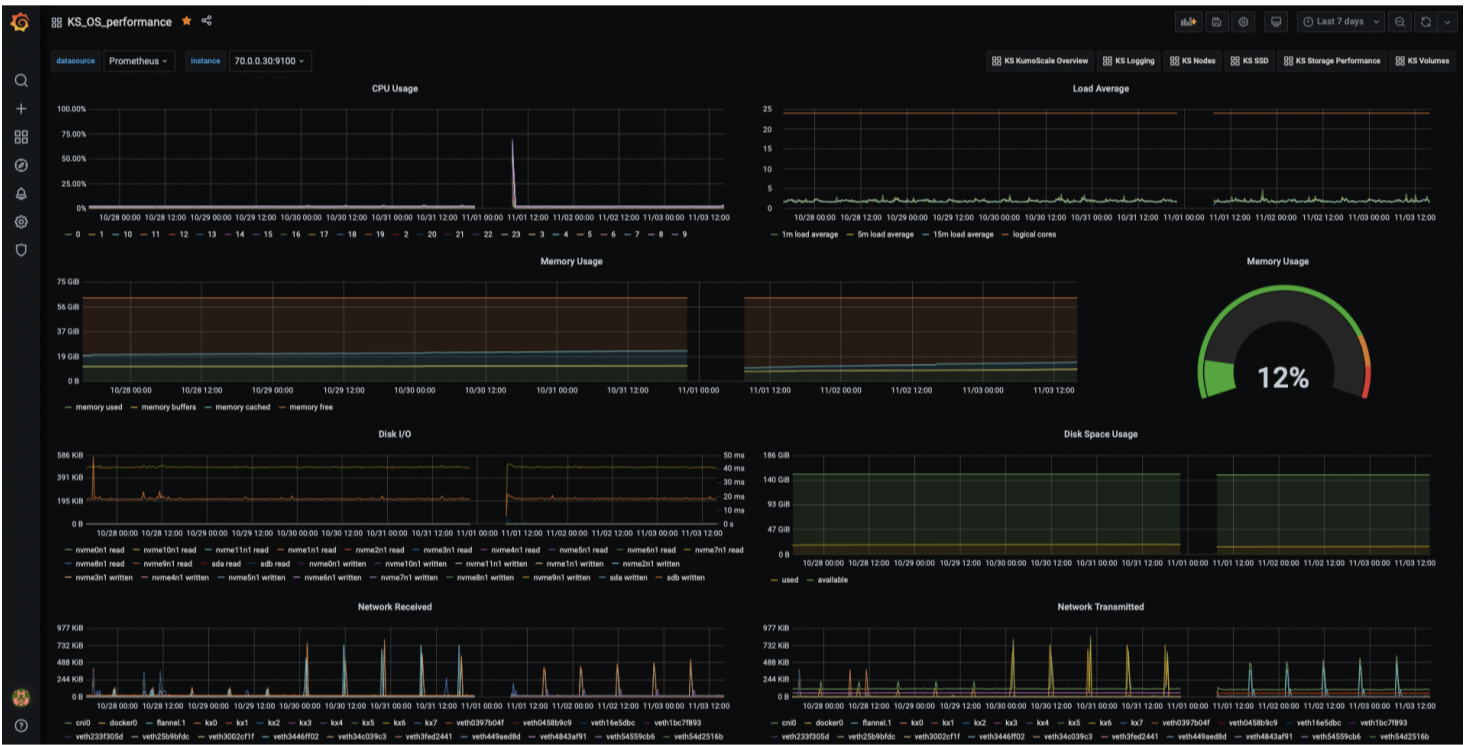 KS_OS_performance
Last 7 days
datasource Prometheus instance 70.0.0.30:9100
KS KumoScale Overview KS Logging KS Nodes KS SSD KS Storage Performance KS Volumes
CPU Usage
100.00%
75.00%
50.00%
25.00%
0%
10/28 00:00 10/28 12:00 10/29 00:00 10/29 12:00 10/30 00:00 10/30 12:00 10/31 00:00 10/31 12:00 11/01 00:00 11/01 12:00 11/02 00:00 11/02 12:00 11/03 00:00 11/03 12:00
0 1 10 11 12 13 14 15 16 17 18 19 2 20 21 22 23 3 4 5 6 7 8 9
Load Average
25
20
15
10
5
0
10/28 00:00 10/28 12:00 10/29 00:00 10/29 12:00 10/30 00:00 10/30 12:00 10/31 00:00 10/31 12:00 11/01 00:00 11/01 12:00 11/02 00:00 11/02 12:00 11/03 00:00 11/03 12:00
1m load average 5m load average 15m load average logical cores
Memory Usage
75 GiB
56 GiB
37 GiB
19 GiB
0 B
10/28 00:00 10/28 12:00 10/29 00:00 10/29 12:00 10/30 00:00 10/30 12:00 10/31 00:00 10/31 12:00 11/01 00:00 11/01 12:00 11/02 00:00 11/02 12:00 11/03 00:00 11/03 12:00
memory used memory buffers memory cached memory free
Memory Usage
12%
Disk I/O
586 KiB
391 KiB
195 KiB
0 B
50 ms
40 ms
30 ms
20 ms
10 ms
0 s
10/28 00:00 10/28 12:00 10/29 00:00 10/29 12:00 10/30 00:00 10/30 12:00 10/31 00:00 10/31 12:00 11/01 00:00 11/01 12:00 11/02 00:00 11/02 12:00 11/03 00:00 11/03 12:00
nvme0n1 read nvme10n1 read nvme11n1 read nvme1n1 read nvme2n1 read nvme3n1 read nvme4n1 read nvme5n1 read nvme6n1 read nvme7n1 read
nvme8n1 read nvme9n1 read sda read sdb read nvme0n1 written nvme10n1 written nvme11n1 written nvme1n1 written nvme2n1 written
nvme3n1 written nvme4n1 written nvme5n1 written nvme6n1 written nvme7n1 written nvme8n1 written nvme9n1 written sda written sdb written
Disk Space Usage
186 GiB
140 GiB
93 GiB
47 GiB
0 B
10/28 00:00 10/28 12:00 10/29 00:00 10/29 12:00 10/30 00:00 10/30 12:00 10/31 00:00 10/31 12:00 11/01 00:00 11/01 12:00 11/02 00:00 11/02 12:00 11/03 00:00 11/03 12:00
used available
Network Received
977 KiB
732 KiB
488 KiB
244 KiB
0 B
10/28 00:00 10/28 12:00 10/29 00:00 10/29 12:00 10/30 00:00 10/30 12:00 10/31 00:00 10/31 12:00 11/01 00:00 11/01 12:00 11/02 00:00 11/02 12:00 11/03 00:00 11/03 12:00
cni0 docker0 flannel.1 kx0 kx1 kx2 kx3 kx4 kx5 kx6 kx7 veth0397b04f veth0458b9c9 veth16e5dbc veth1bc7f893
veth233f305d veth25b9bfdc veth3002cf1f veth3446ff02 veth34c039c3 veth3fed2441 veth449aed8d veth4843af91 veth54559cb6 veth54d2516b
Network Transmitted
977 KiB
732 KiB
488 KiB
244 KiB
0 B
10/28 00:00 10/28 12:00 10/29 00:00 10/29 12:00 10/30 00:00 10/30 12:00 10/31 00:00 10/31 12:00 11/01 00:00 11/01 12:00 11/02 00:00 11/02 12:00 11/03 00:00 11/03 12:00
cni0 docker0 flannel.1 kx0 kx1 kx2 kx3 kx4 kx5 kx6 kx7 veth0397b04f veth0458b9c9 veth16e5dbc veth1bc7f893
veth233f305d veth25b9bfdc veth3002cf1f veth3446ff02 veth34c039c3 veth3fed2441 veth449aed8d veth4843af91 veth54559cb6 veth54d2516b